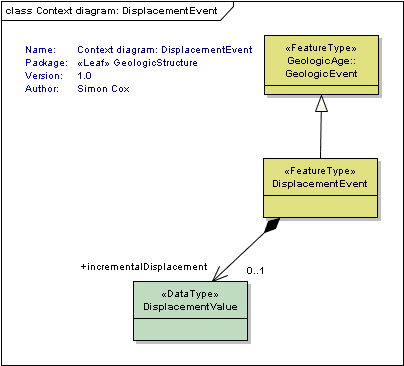 class Context diagram: DisplacementEvent
Name: Context diagram: DisplacementEvent
Package: «Leaf» GeologicStructure
Version: 1.0
Author: Simon Cox
«FeatureType»
GeologicAge::
GeologicEvent
«FeatureType»
DisplacementEvent
+incrementalDisplacement
0..1
«DataType»
DisplacementValue